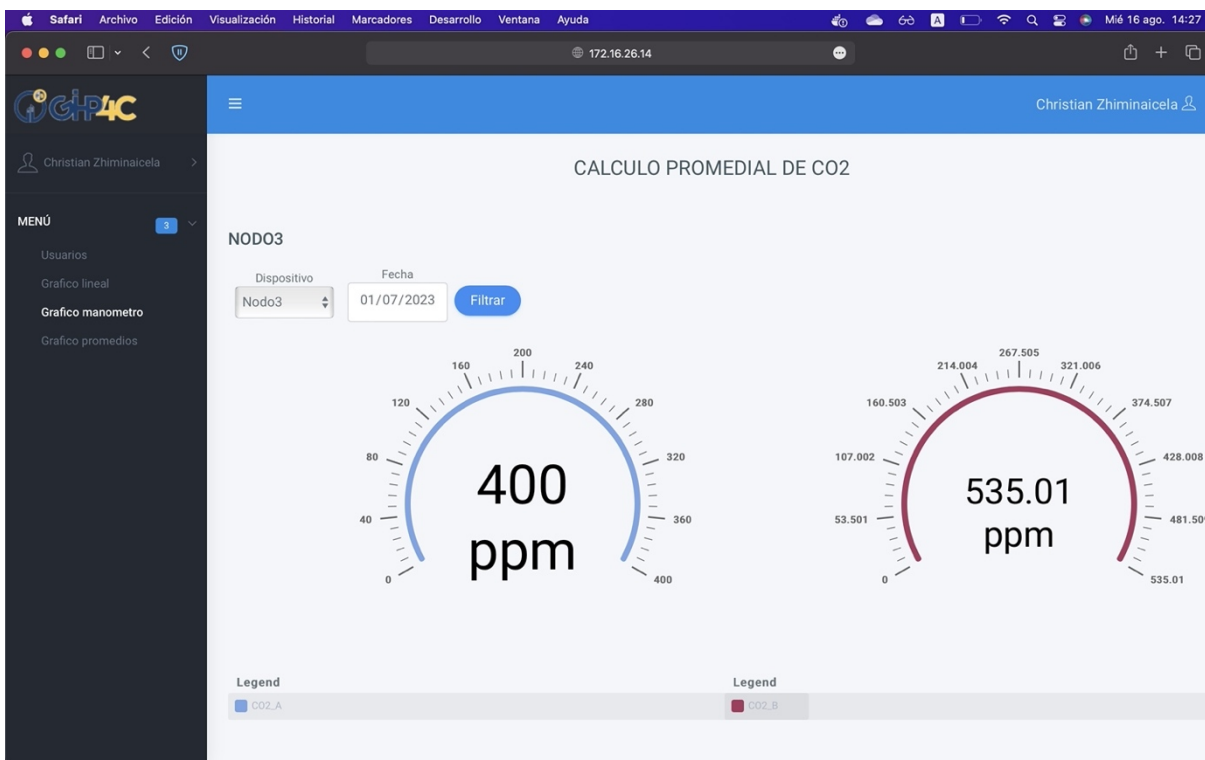 Safari Archivo Edición Visualización Historial Marcadores Desarrollo Ventana Ayuda A Mié 16 ago. 14:27
172.16.26.14
GIHP4C
Christian Zhiminaicela
Christian Zhiminaicela
MENÚ 3
Usuarios
Grafico lineal
Grafico manometro
Grafico promedios
CALCULO PROMEDIAL DE CO2
NODO3
Dispositivo Fecha
Nodo3 01/07/2023 Filtrar
0
40
80
120
160
200
240
280
320
360
400
400
ppm
0
53.501
107.002
160.503
214.004
267.505
321.006
374.507
428.008
481.50
535.01
535.01
ppm
Legend Legend
CO2_A CO2_B